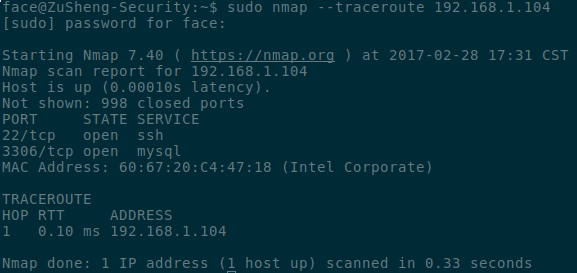 face@ZuSheng-Security:~$ sudo nmap --traceroute 192.168.1.104
[sudo] password for face:
Starting Nmap 7.40 ( https://nmap.org ) at 2017-02-28 17:31 CST
Nmap scan report for 192.168.1.104
Host is up (0.00010s latency).
Not shown: 998 closed ports
PORT     STATE SERVICE
22/tcp   open  ssh
3306/tcp open  mysql
MAC Address: 60:67:20:C4:47:18 (Intel Corporate)
TRACEROUTE
HOP RTT     ADDRESS
1   0.10 ms 192.168.1.104
Nmap done: 1 IP address (1 host up) scanned in 0.33 seconds